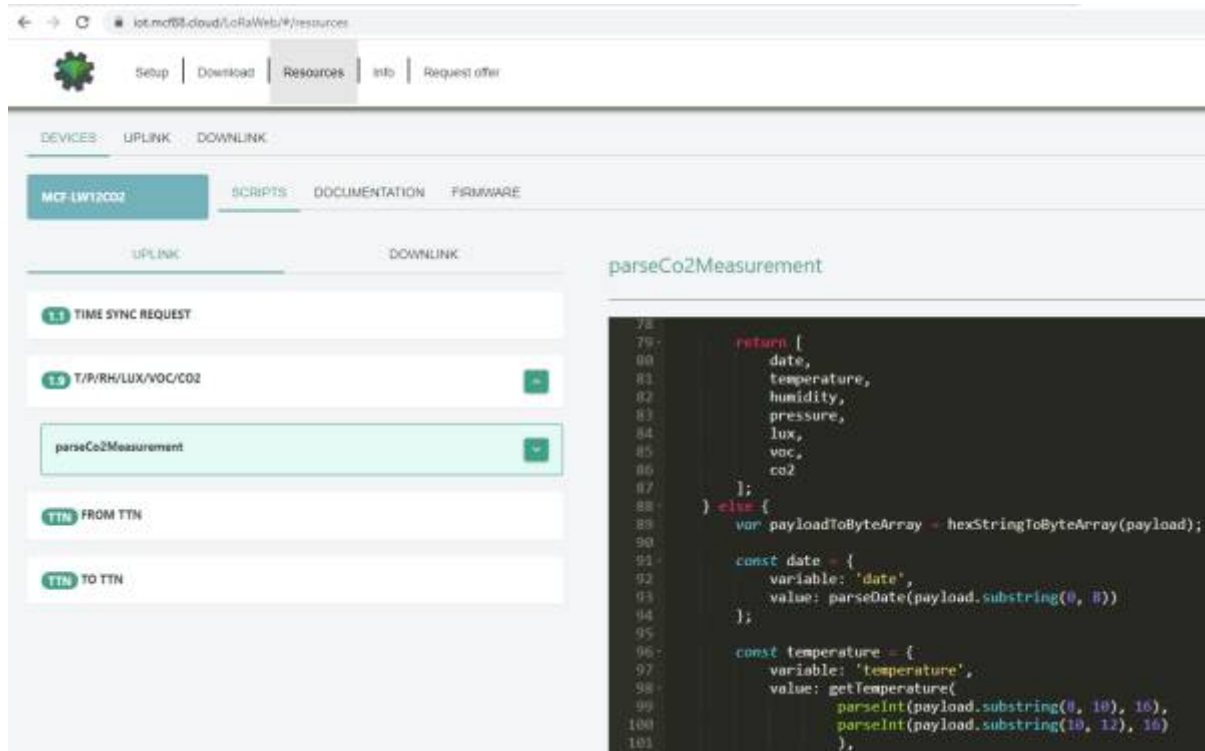 iot.mcf88.cloud/LoRaWeb/#/resources
Setup Download Resources Info Request offer
DEVICES UPLINK DOWNLINK
MCF-LW12CO2 SCRIPTS DOCUMENTATION FIRMWARE
UPLINK DOWNLINK
1.1 TIME SYNC REQUEST
1.9 T/P/RH/LUX/VOC/CO2
parseCo2Measurement
TTN FROM TTN
TTN TO TTN
parseCo2Measurement
78
79 return [
80 date,
81 temperature,
82 humidity,
83 pressure,
84 lux,
85 voc,
86 co2
87 ];
88 } else {
89 var payloadToByteArray = hexStringToByteArray(payload);
90
91 const date = {
92 variable: 'date',
93 value: parseDate(payload.substring(0, 8))
94 };
95
96 const temperature = {
97 variable: 'temperature',
98 value: getTemperature(
99 parseInt(payload.substring(8, 10), 16),
100 parseInt(payload.substring(10, 12), 16)
101 ),